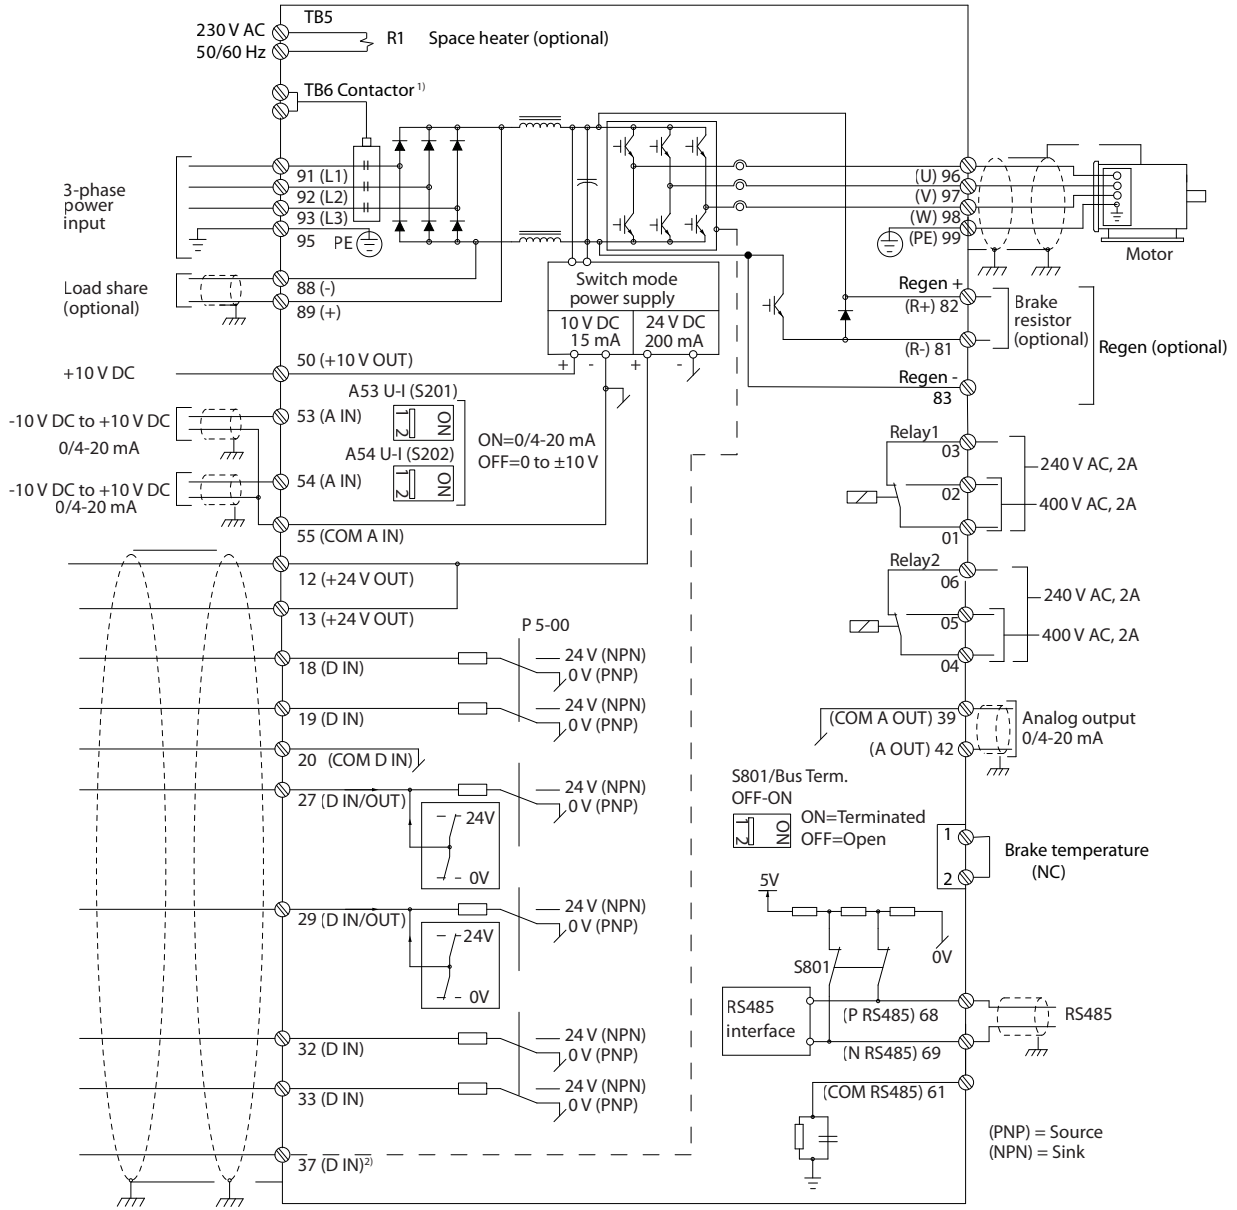 TB5
230 V AC
50/60 Hz
R1
Space heater (optional)
TB6 Contactor 1)
3-phase
power
input
91 (L1)
92 (L2)
93 (L3)
95
PE
(U) 96
(V) 97
(W) 98
(PE) 99
Motor
Load share
(optional)
88 (-)
89 (+)
Switch mode
power supply
10 V DC
15 mA
24 V DC
200 mA
+ - + -
Regen +
(R+) 82
Brake
resistor
(optional)
(R-) 81
Regen -
83
Regen (optional)
+10 V DC
50 (+10 V OUT)
A53 U-I (S201)
1 2
ON
A54 U-I (S202)
1 2
ON
ON=0/4-20 mA
OFF=0 to ±10 V
-10 V DC to +10 V DC
0/4-20 mA
53 (A IN)
-10 V DC to +10 V DC
0/4-20 mA
54 (A IN)
55 (COM A IN)
Relay1
03
02
01
240 V AC, 2A
400 V AC, 2A
Relay2
06
05
04
240 V AC, 2A
400 V AC, 2A
12 (+24 V OUT)
13 (+24 V OUT)
P 5-00
18 (D IN)
24 V (NPN)
0 V (PNP)
19 (D IN)
24 V (NPN)
0 V (PNP)
20 (COM D IN)
27 (D IN/OUT)
24 V (NPN)
0 V (PNP)
24V
0V
29 (D IN/OUT)
24 V (NPN)
0 V (PNP)
24V
0V
32 (D IN)
24 V (NPN)
0 V (PNP)
33 (D IN)
24 V (NPN)
0 V (PNP)
37 (D IN) 2)
(COM A OUT) 39
(A OUT) 42
Analog output
0/4-20 mA
S801/Bus Term.
OFF-ON
1 2
ON
ON=Terminated
OFF=Open
1
2
Brake temperature
(NC)
5V
0V
S801
RS485
interface
(P RS485) 68
(N RS485) 69
RS485
(COM RS485) 61
(PNP) = Source
(NPN) = Sink